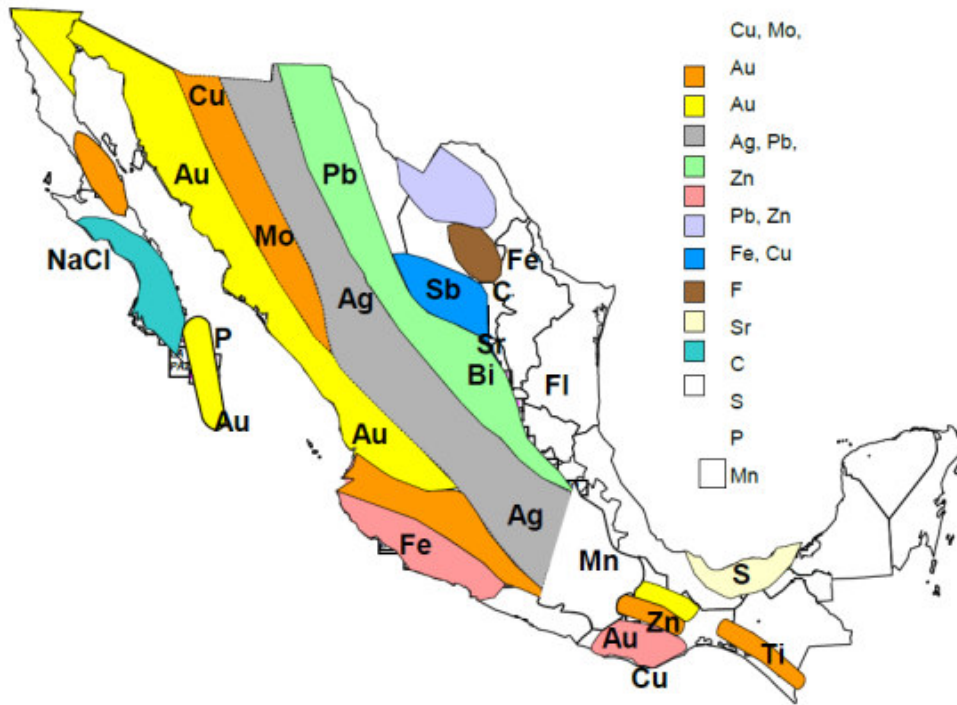 Cu, Mo,
Au
Au
Ag, Pb,
Zn
Pb, Zn
Fe, Cu
F
Sr
C
S
P
Mn
Cu
Au
Pb
Mo
NaCl
Fe
Sb
C
Ag
P
Sr
Bi
Fl
Au
Au
Ag
Fe
Mn
S
Zn
Au
Ti
Cu